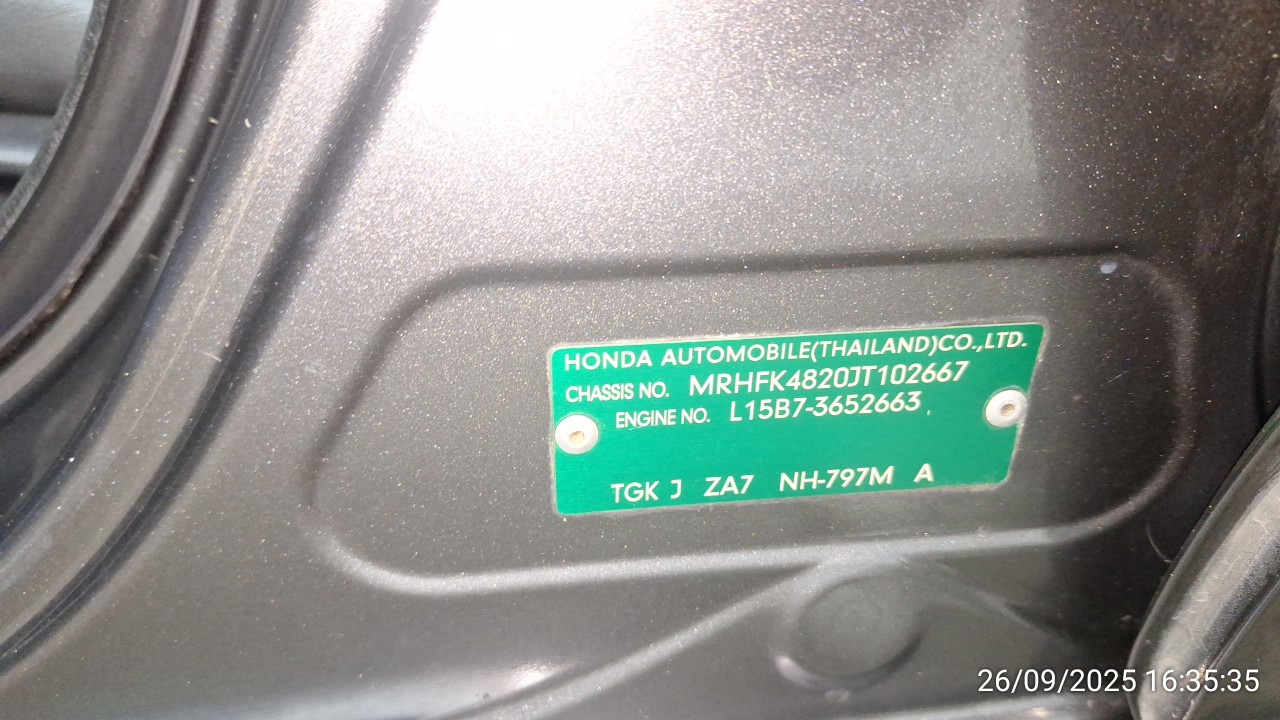 HONDA AUTOMOBILE(THAILAND)CO.,LTD.
CHASSIS NO. MRHFK4820JT102667
ENGINE NO. L15B7-3652663
TGK J ZA7 NH-797M A
26/09/2025 16:35:35